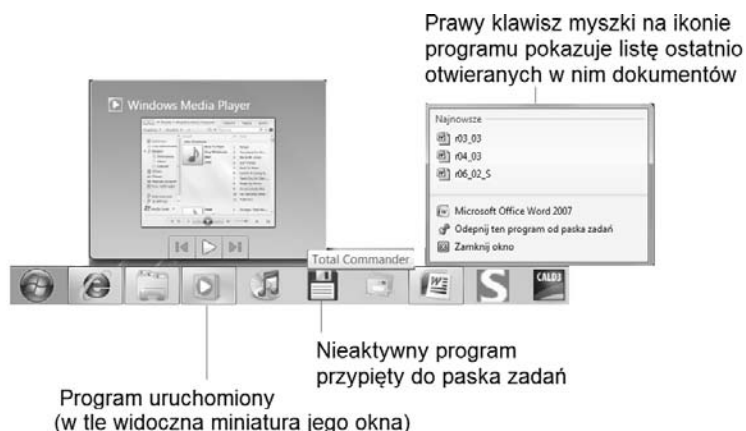 Prawy klawisz myszki na ikonie
programu pokazuje listę ostatnio
otwieranych w nim dokumentów
Windows Media Player
Najnowsze
r03_03
r04_03
r06_02_S
Microsoft Office Word 2007
Odepnij ten program od paska zadań
Zamknij okno
Total Commander
CALD3
Nieaktywny program
przypięty do paska zadań
Program uruchomiony
(w tle widoczna miniatura jego okna)